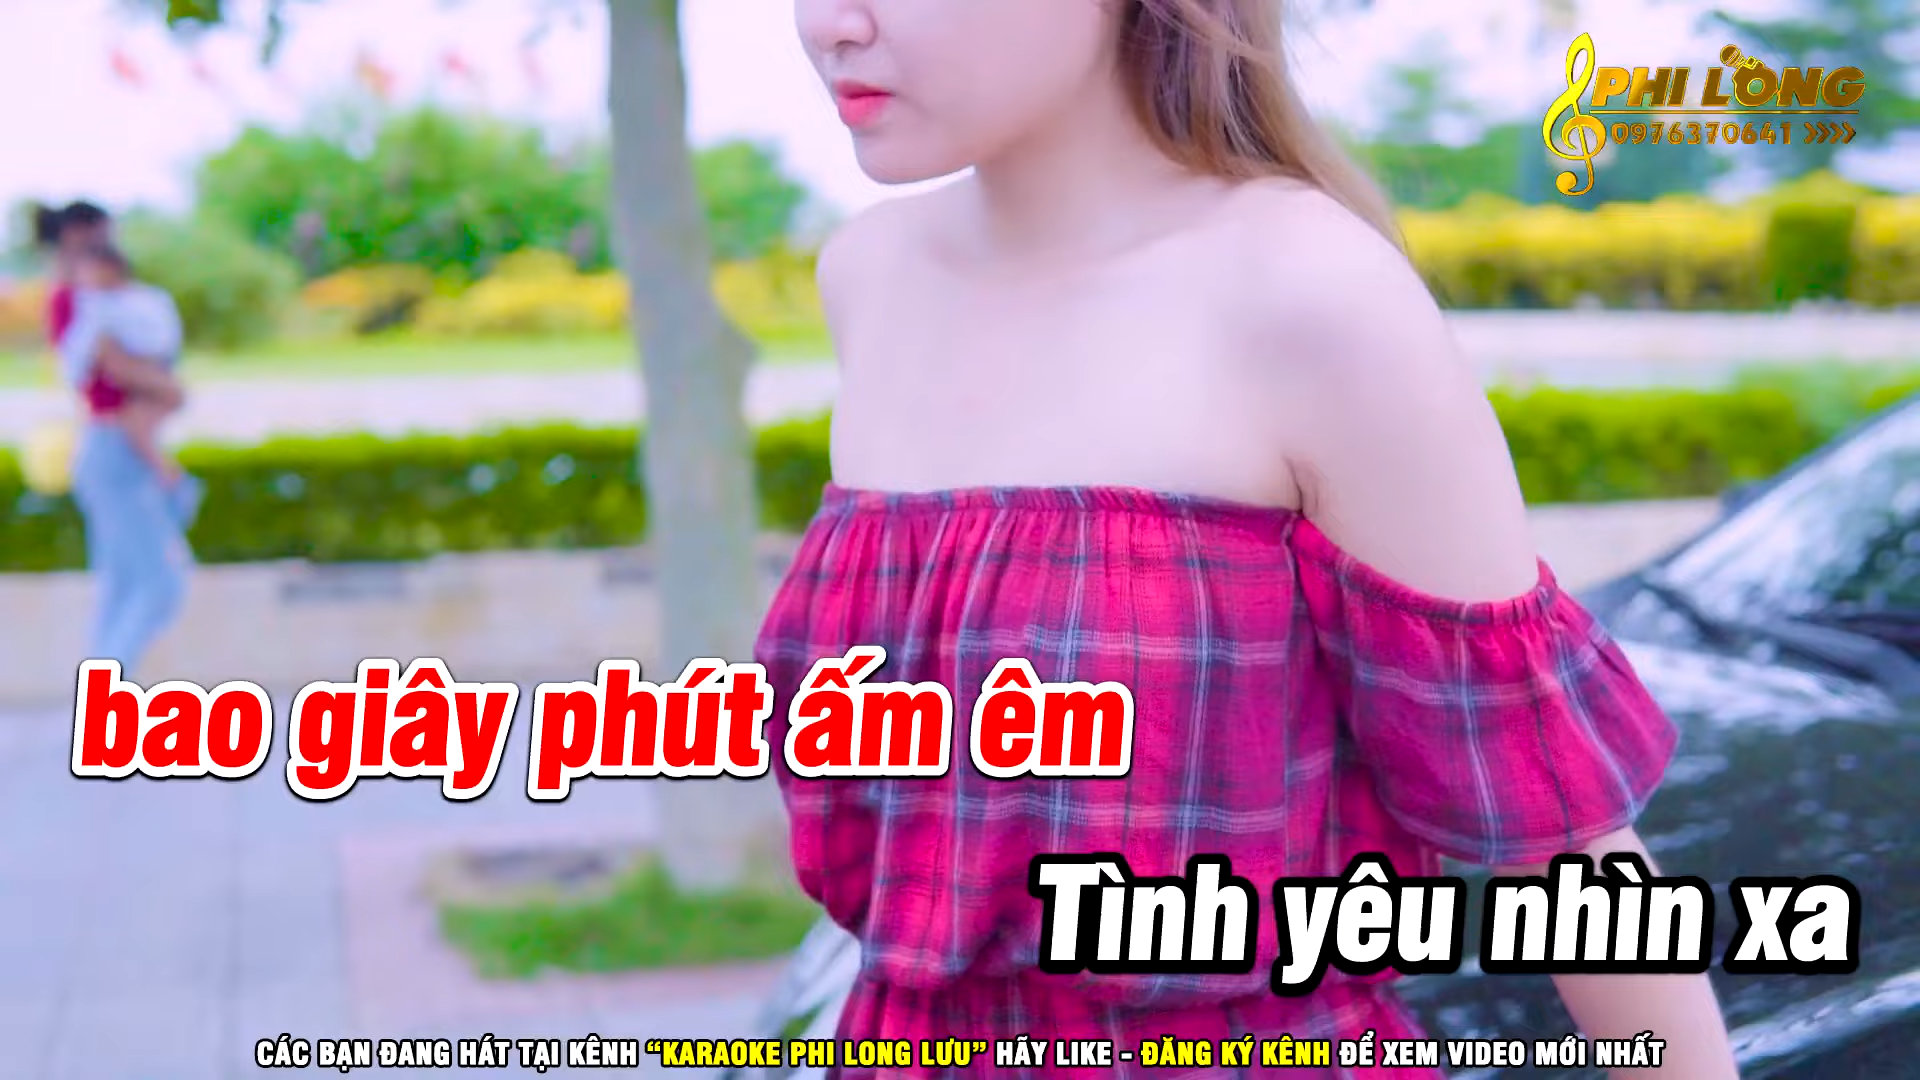 PHI LONG
0976370641
bao giây phút ấm êm
Tình yêu nhìn xa
CÁC BẠN ĐANG HÁT TẠI KÊNH “KARAOKE PHI LONG LƯU” HÃY LIKE - ĐĂNG KÝ KÊNH ĐỂ XEM VIDEO MỚI NHẤT